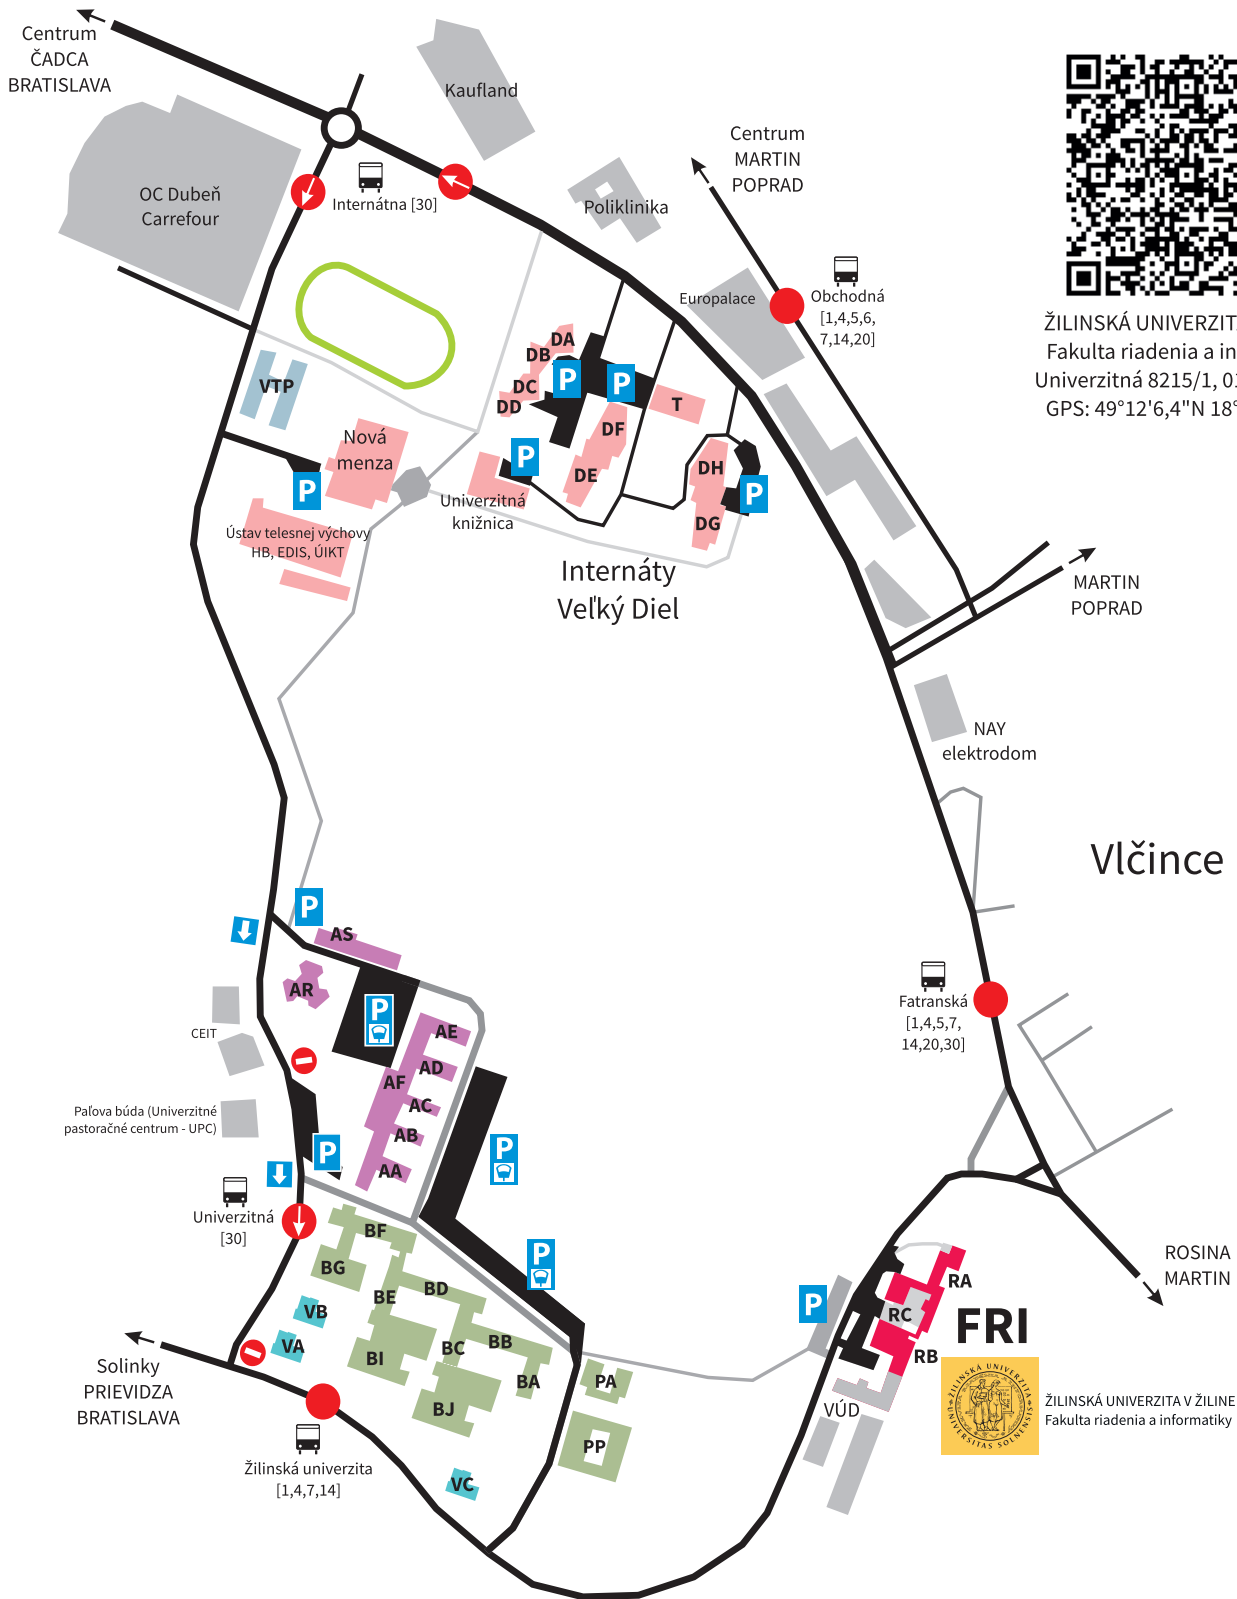 Centrum
ČADCA
BRATISLAVA
Kaufland
Centrum
MARTIN
POPRAD
OC Dubeň
Carrefour
Internátna [30]
Poliklinika
Europalace
Obchodná
[1,4,5,6,
7,14,20]
ŽILINSKÁ UNIVERZITA
Fakulta riadenia a in
Univerzitná 8215/1, 01
GPS: 49°12'6,4"N 18°
DA
DB
DC
DD
P
P
T
VTP
Nová
menza
DF
DE
P
DH
P
DG
P
Univerzitná
knižnica
Ústav telesnej výchovy
HB, EDIS, ÚIKT
Internáty
Veľký Diel
MARTIN
POPRAD
NAY
elektrodom
Vlčince
P
AS
AR
P
CEIT
AE
AD
AF
AC
AB
AA
Fatranská
[1,4,5,7,
14,20,30]
Paľova búda (Univerzitné
pastoračné centrum - UPC)
P
P
Univerzitná
[30]
BF
BG
BD
BE
P
VB
VA
BI
BC
BB
BA
BJ
PA
PP
VC
P
RA
RC
RB
FRI
ROSINA
MARTIN
Solinky
PRIEVIDZA
BRATISLAVA
VÚD
ŽILINSKÁ UNIVERZITA
UNIVERSITAS SOLNENSIS
ŽILINSKÁ UNIVERZITA V ŽILINE
Fakulta riadenia a informatiky
Žilinská univerzita
[1,4,7,14]